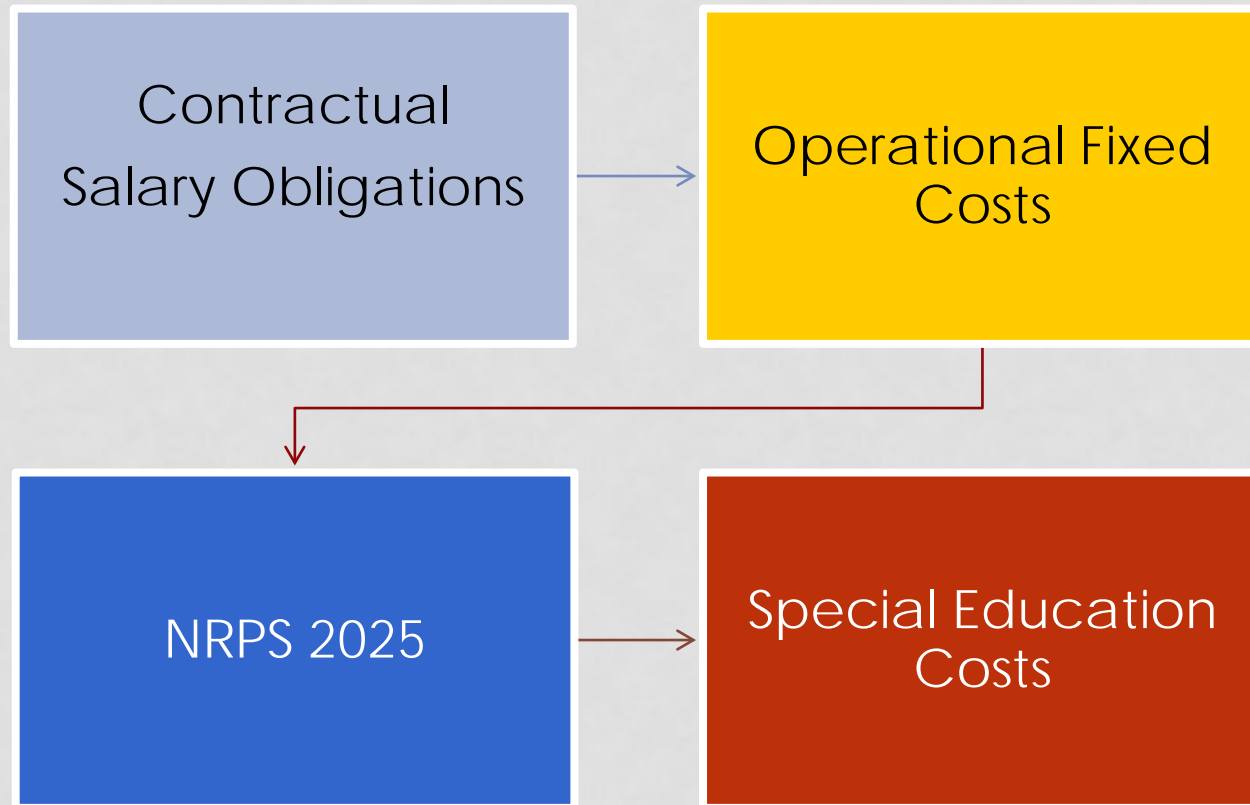 Contractual
Salary Obligations
Operational Fixed
Costs
NRPS 2025
Special Education
Costs